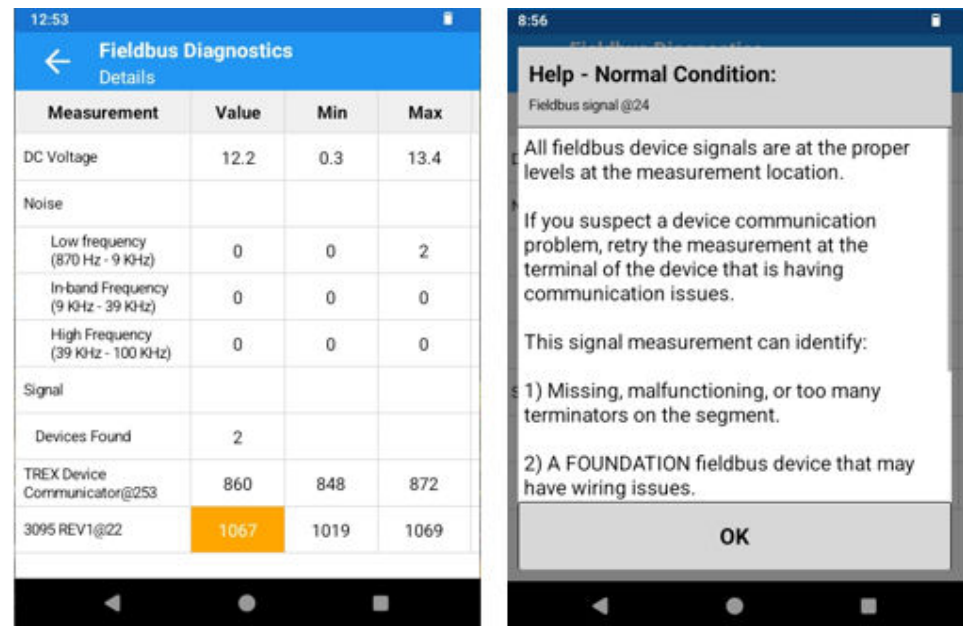 12:53
Fieldbus Diagnostics
Details
Measurement Value Min Max
DC Voltage 12.2 0.3 13.4
Noise
Low frequency
(870 Hz - 9 KHz) 0 0 2
In-band Frequency
(9 KHz - 39 KHz) 0 0 0
High Frequency
(39 KHz - 100 KHz) 0 0 0
Signal
Devices Found 2
TREX Device
Communicator@253 860 848 872
3095 REV1@22 1067 1019 1069
8:56
Help - Normal Condition:
Fieldbus signal @24
All fieldbus device signals are at the proper
levels at the measurement location.
If you suspect a device communication
problem, retry the measurement at the
terminal of the device that is having
communication issues.
This signal measurement can identify:
1) Missing, malfunctioning, or too many
terminators on the segment.
2) A FOUNDATION fieldbus device that may
have wiring issues.
OK